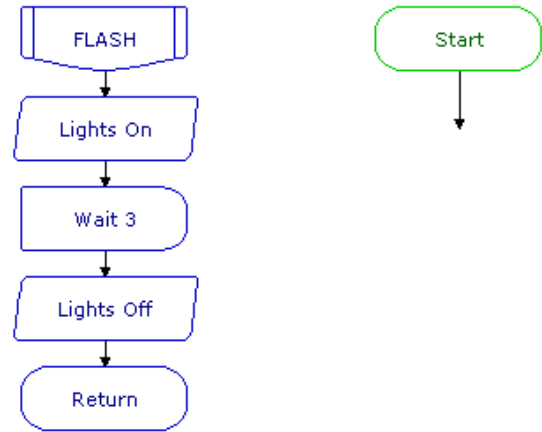 FLASH
Lights On
Wait 3
Lights Off
Return
Start